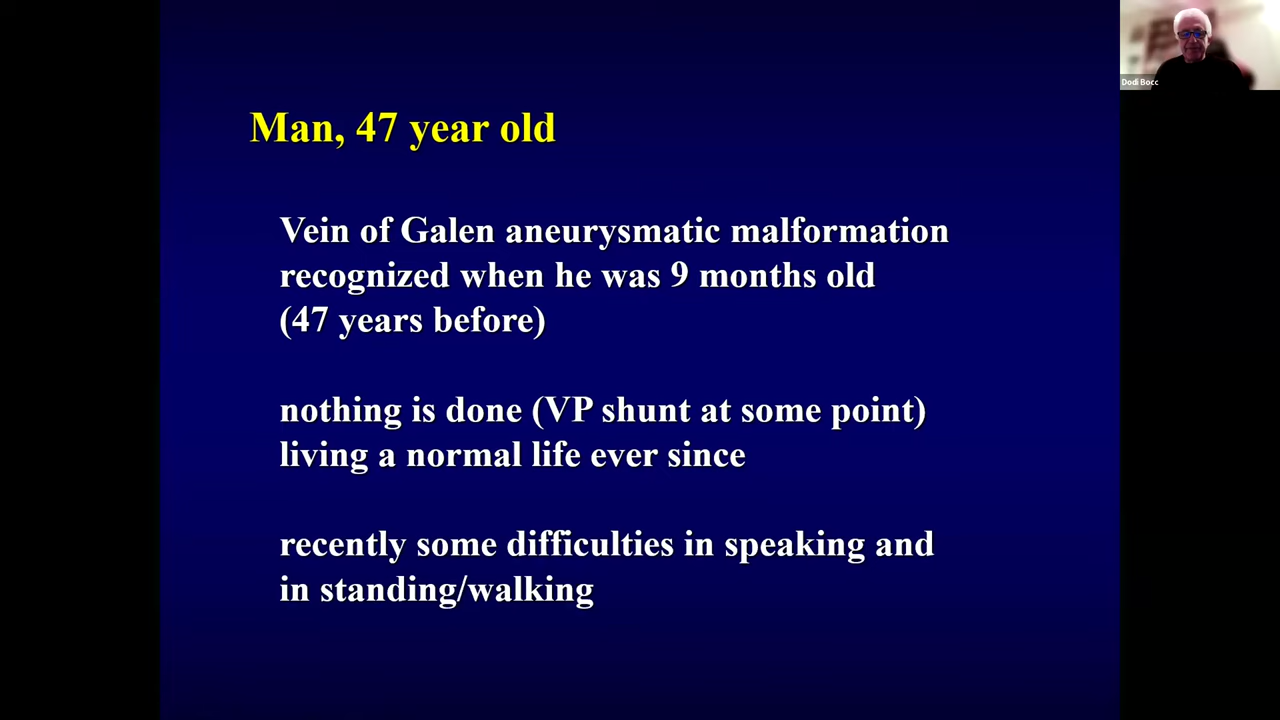 Dodi Bocc
Man, 47 year old
Vein of Galen aneurysmatic malformation
recognized when he was 9 months old
(47 years before)
nothing is done (VP shunt at some point)
living a normal life ever since
recently some difficulties in speaking and
in standing/walking